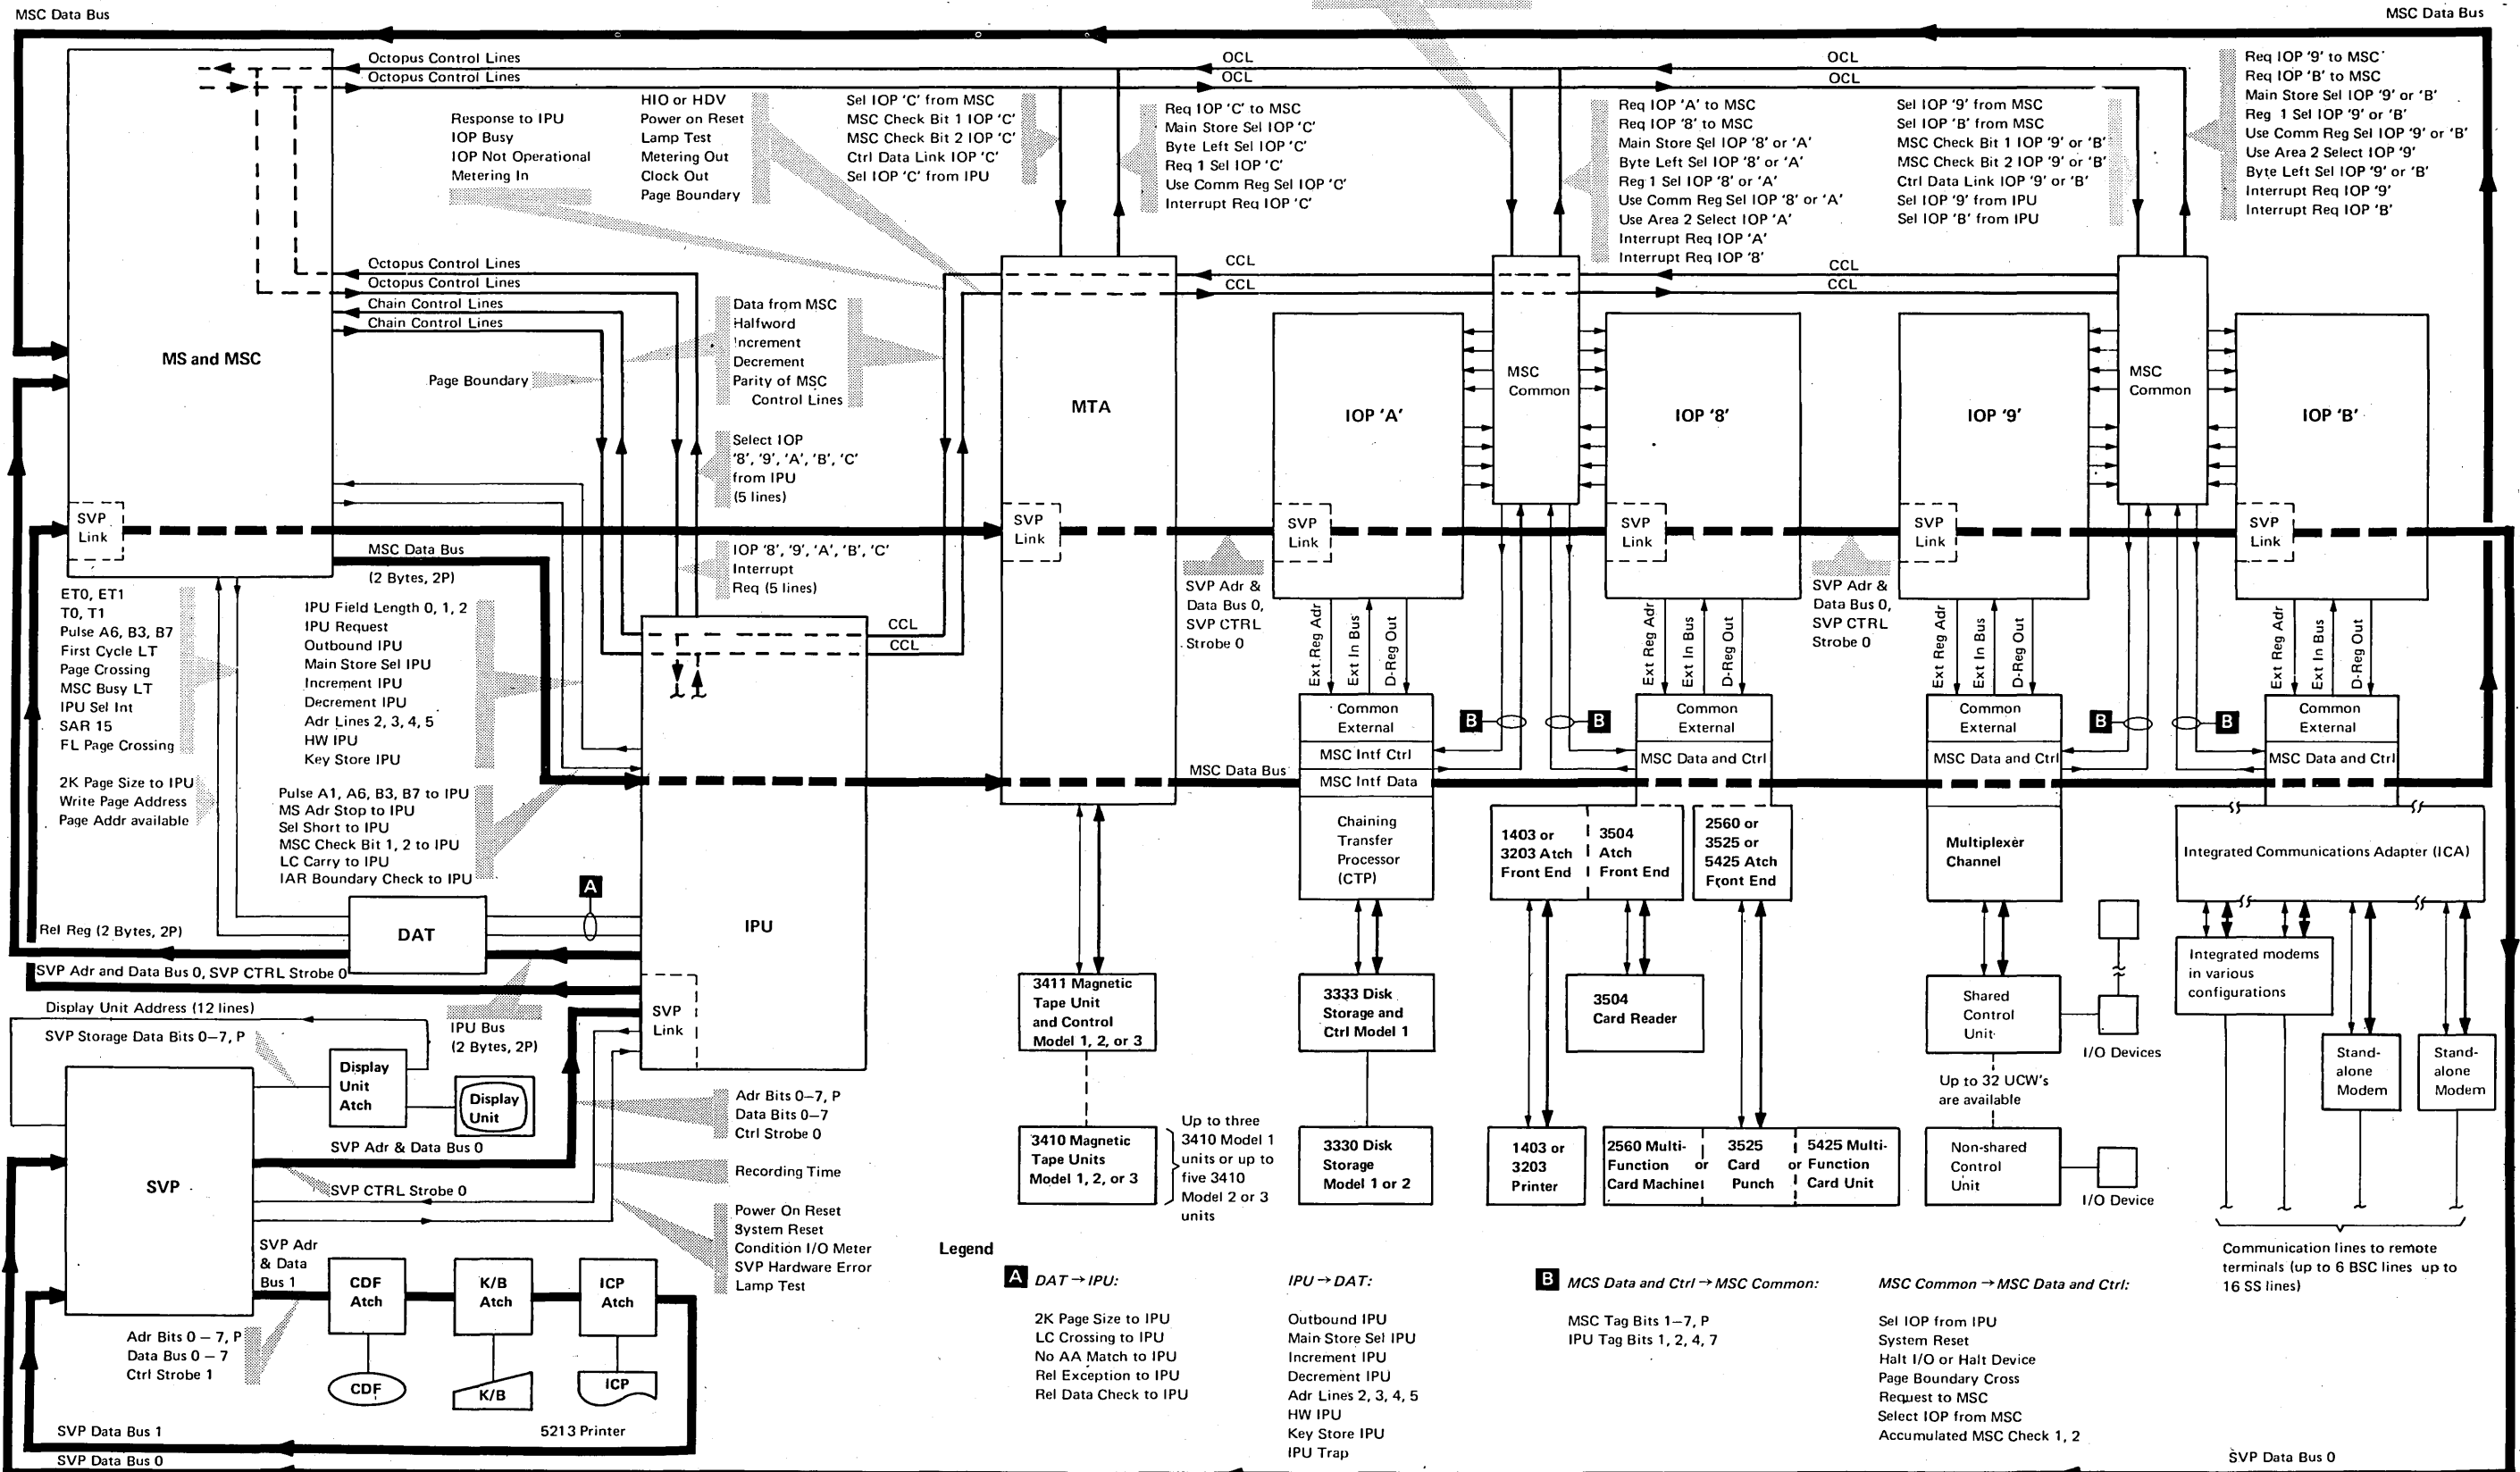 MSC Data Bus
MSC Data Bus
Octopus Control Lines
Octopus Control Lines
OCL
OCL
OCL
OCL
Response to IPU
IOP Busy
IOP Not Operational
Metering In
HIO or HDV
Power on Reset
Lamp Test
Metering Out
Clock Out
Page Boundary
Sel IOP 'C' from MSC
MSC Check Bit 1 IOP 'C'
MSC Check Bit 2 IOP 'C'
Ctrl Data Link IOP 'C'
Sel IOP 'C' from IPU
Req IOP 'C' to MSC
Main Store Sel IOP 'C'
Byte Left Sel IOP 'C'
Req 1 Sel IOP 'C'
Use Comm Reg Sel IOP 'C'
Interrupt Req IOP 'C'
Req IOP 'A' to MSC
Req IOP '8' to MSC
Main Store Sel IOP '8' or 'A'
Byte Left Sel IOP '8' or 'A'
Reg 1 Sel IOP '8' or 'A'
Use Comm Reg Sel IOP '8' or 'A'
Use Area 2 Select IOP 'A'
Interrupt Req IOP 'A'
Interrupt Req IOP '8'
Sel IOP '9' from MSC
Sel IOP 'B' from MSC
MSC Check Bit 1 IOP '9' or 'B'
MSC Check Bit 2 IOP '9' or 'B'
Ctrl Data Link IOP '9' or 'B'
Sel IOP '9' from IPU
Sel IOP 'B' from IPU
Req IOP '9' to MSC
Req IOP 'B' to MSC
Main Store Sel IOP '9' or 'B'
Reg 1 Sel IOP '9' or 'B'
Use Comm Reg Sel IOP '9' or 'B'
Use Area 2 Select IOP '9'
Byte Left Sel IOP '9' or 'B'
Interrupt Req IOP '9'
Interrupt Req IOP 'B'
Octopus Control Lines
Octopus Control Lines
Chain Control Lines
Chain Control Lines
CCL
CCL
CCL
CCL
Data from MSC
Halfword
Increment
Decrement
Parity of MSC
Control Lines
Page Boundary
MS and MSC
MTA
IOP 'A'
MSC
Common
IOP '8'
IOP '9'
MSC
Common
IOP 'B'
Select IOP
'8', '9', 'A', 'B', 'C'
from IPU
(5 lines)
SVP
Link
SVP
Link
SVP
Link
SVP
Link
SVP
Link
SVP
Link
MSC Data Bus
(2 Bytes, 2P)
IOP '8', '9', 'A', 'B', 'C'
Interrupt
Req (5 lines)
SVP Adr &
Data Bus 0,
SVP CTRL
Strobe 0
SVP Adr &
Data Bus 0,
SVP CTRL
Strobe 0
ET0, ET1
T0, T1
Pulse A6, B3, B7
First Cycle LT
Page Crossing
MSC Busy LT
IPU Sel Int
SAR 15
FL Page Crossing
2K Page Size to IPU
Write Page Address
Page Addr available
IPU Field Length 0, 1, 2
IPU Request
Outbound IPU
Main Store Sel IPU
Increment IPU
Decrement IPU
Adr Lines 2, 3, 4, 5
HW IPU
Key Store IPU
Pulse A1, A6, B3, B7 to IPU
MS Adr Stop to IPU
Sel Short to IPU
MSC Check Bit 1, 2 to IPU
LC Carry to IPU
IAR Boundary Check to IPU
CCL
CCL
Ext Reg Adr
Ext In Bus
D-Reg Out
Ext Reg Adr
Ext In Bus
D-Reg Out
Ext Reg Adr
Ext In Bus
D-Reg Out
Ext Reg Adr
Ext In Bus
D-Reg Out
Common
External
MSC Intf Ctrl
MSC Intf Data
Chaining
Transfer
Processor
(CTP)
B
B
Common
External
MSC Data and Ctrl
Common
External
MSC Data and Ctrl
B
B
Common
External
MSC Data and Ctrl
MSC Data Bus
1403 or
3203 Atch
Front End
3504
Atch
Front End
2560 or
3525 or
5425 Atch
Front End
Multiplexer
Channel
Integrated Communications Adapter (ICA)
A
DAT
IPU
Rel Reg (2 Bytes, 2P)
SVP Adr and Data Bus 0, SVP CTRL Strobe 0
Display Unit Address (12 lines)
SVP Storage Data Bits 0–7, P
IPU Bus
(2 Bytes, 2P)
SVP
Link
Display
Unit
Atch
Display
Unit
3411 Magnetic
Tape Unit
and Control
Model 1, 2, or 3
3333 Disk
Storage and
Ctrl Model 1
3504
Card Reader
Shared
Control
Unit
I/O Devices
Integrated modems
in various
configurations
Stand-
alone
Modem
Stand-
alone
Modem
Up to 32 UCW's
are available
SVP
SVP Adr & Data Bus 0
SVP CTRL Strobe 0
Adr Bits 0–7, P
Data Bits 0–7
Ctrl Strobe 0
Recording Time
Power On Reset
System Reset
Condition I/O Meter
SVP Hardware Error
Lamp Test
3410 Magnetic
Tape Units
Model 1, 2, or 3
Up to three
3410 Model 1
units or up to
five 3410
Model 2 or 3
units
3330 Disk
Storage
Model 1 or 2
1403 or
3203
Printer
2560 Multi-
Function
Card Machine
or
3525
Card
Punch
or
5425 Multi-
Function
Card Unit
Non-shared
Control
Unit
I/O Device
Communication lines to remote
terminals (up to 6 BSC lines up to
16 SS lines)
SVP Adr
& Data
Bus 1
CDF
Atch
K/B
Atch
ICP
Atch
Adr Bits 0 – 7, P
Data Bus 0 – 7
Ctrl Strobe 1
CDF
K/B
ICP
5213 Printer
SVP Data Bus 1
SVP Data Bus 0
SVP Data Bus 0
Legend
A DAT → IPU:
2K Page Size to IPU
LC Crossing to IPU
No AA Match to IPU
Rel Exception to IPU
Rel Data Check to IPU
IPU → DAT:
Outbound IPU
Main Store Sel IPU
Increment IPU
Decrement IPU
Adr Lines 2, 3, 4, 5
HW IPU
Key Store IPU
IPU Trap
B MCS Data and Ctrl → MSC Common:
MSC Tag Bits 1–7, P
IPU Tag Bits 1, 2, 4, 7
MSC Common → MSC Data and Ctrl:
Sel IOP from IPU
System Reset
Halt I/O or Halt Device
Page Boundary Cross
Request to MSC
Select IOP from MSC
Accumulated MSC Check 1, 2